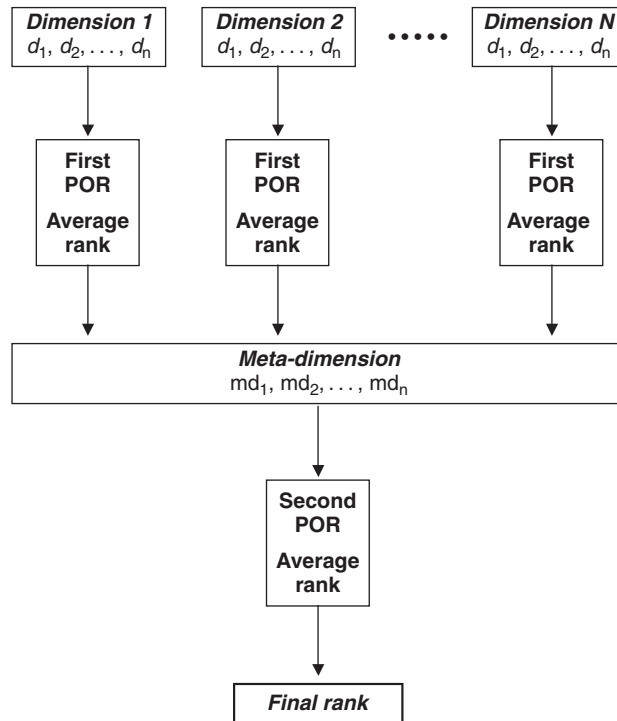 Dimension 1
d₁, d₂, . . . , dₙ
Dimension 2
d₁, d₂, . . . , dₙ
Dimension N
d₁, d₂, . . . , dₙ
First
POR
Average
rank
First
POR
Average
rank
First
POR
Average
rank
Meta-dimension
md₁, md₂, . . . , mdₙ
Second
POR
Average
rank
Final rank